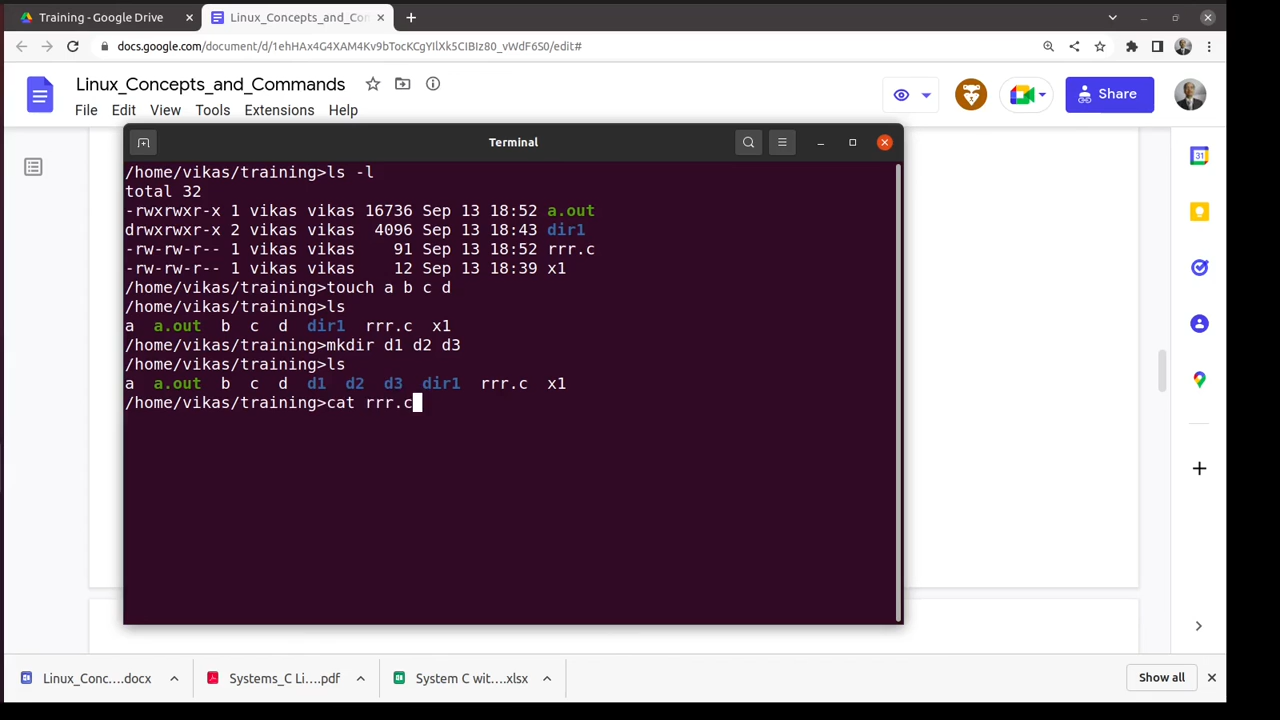 Training - Google Drive
Linux_Concepts_and_Con
docs.google.com/document/d/1ehHAx4G4XAM4Kv9bTocKCgYIlXk5CIBIz80_vWdF6S0/edit#
Linux_Concepts_and_Commands
File Edit View Tools Extensions Help
Share
31
Terminal
/home/vikas/training>ls -l
total 32
-rwxrwxr-x 1 vikas vikas 16736 Sep 13 18:52 a.out
drwxrwxr-x 2 vikas vikas  4096 Sep 13 18:43 dir1
-rw-rw-r-- 1 vikas vikas    91 Sep 13 18:52 rrr.c
-rw-rw-r-- 1 vikas vikas    12 Sep 13 18:39 x1
/home/vikas/training>touch a b c d
/home/vikas/training>ls
a  a.out  b  c  d  dir1  rrr.c  x1
/home/vikas/training>mkdir d1 d2 d3
/home/vikas/training>ls
a  a.out  b  c  d  d1  d2  d3  dir1  rrr.c  x1
/home/vikas/training>cat rrr.c
Linux_Conc....docx
Systems_C Li....pdf
System C wit....xlsx
Show all